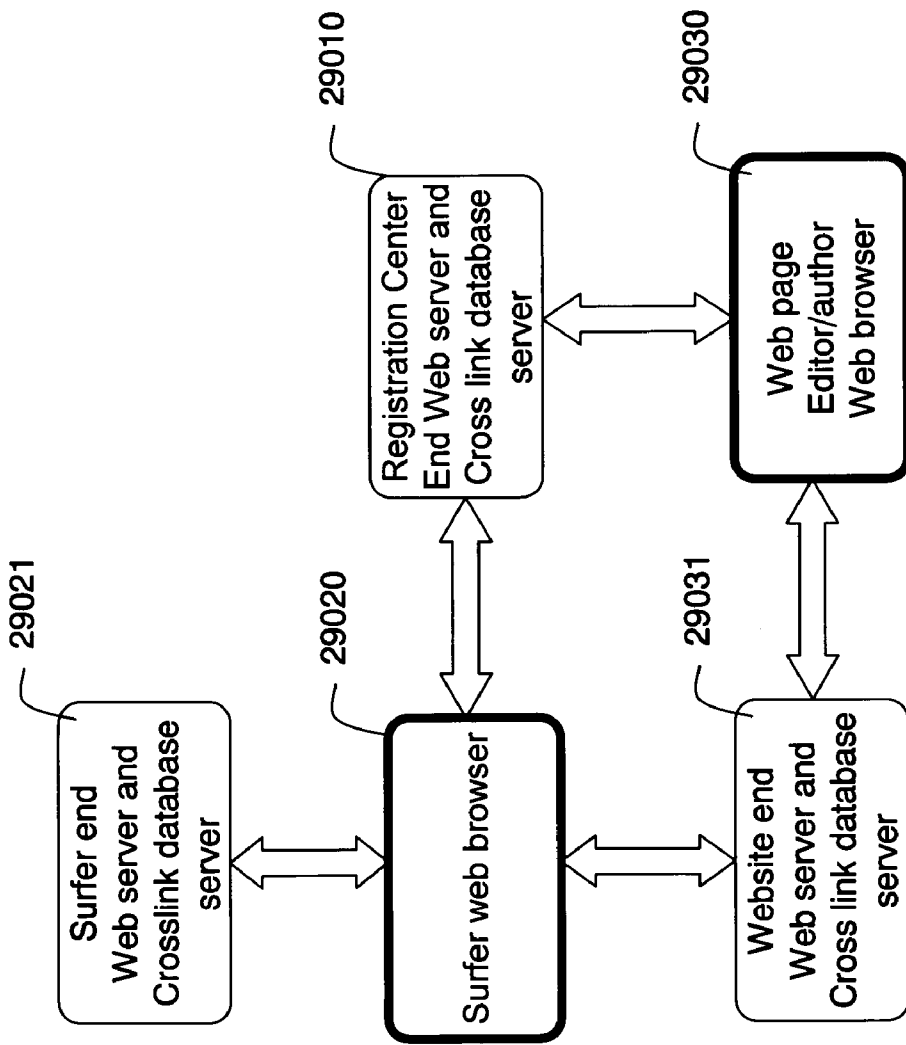 29021
Surfer end
Web server and
Crosslink database
server
29020
Surfer web browser
29010
Registration Center
End Web server and
Cross link database
server
29031
Website end
Web server and
Cross link database
server
29030
Web page
Editor/author
Web browser